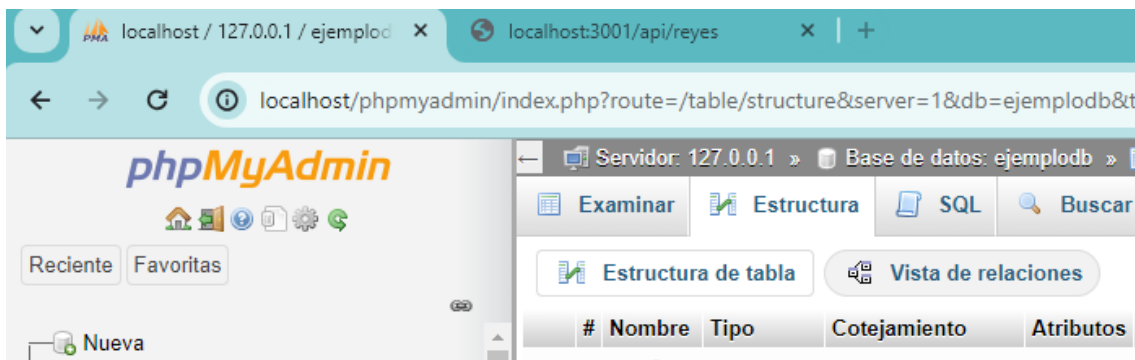 PMA localhost / 127.0.0.1 / ejemplod localhost:3001/api/reyes
localhost/phpmyadmin/index.php?route=/table/structure&server=1&db=ejemplodb&t
phpMyAdmin
Servidor: 127.0.0.1 » Base de datos: ejemplodb »
Examinar Estructura SQL Buscar
Reciente Favoritas
Estructura de tabla Vista de relaciones
# Nombre Tipo Cotejamiento Atributos
Nueva